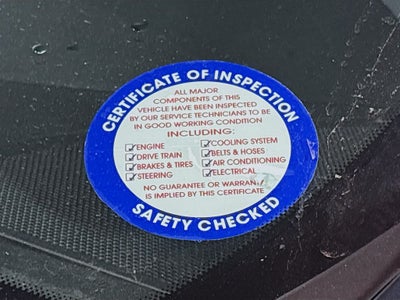 CERTIFICATE OF INSPECTION
ALL MAJOR
COMPONENTS OF THIS
VEHICLE HAVE BEEN INSPECTED
BY OUR SERVICE TECHNICIANS TO BE
IN GOOD WORKING CONDITION
INCLUDING:
ENGINE COOLING SYSTEM
DRIVE TRAIN BELTS & HOSES
BRAKES & TIRES AIR CONDITIONING
STEERING ELECTRICAL
NO GUARANTEE OR WARRANTY
IS IMPLIED BY THIS CERTIFICATE
SAFETY CHECKED